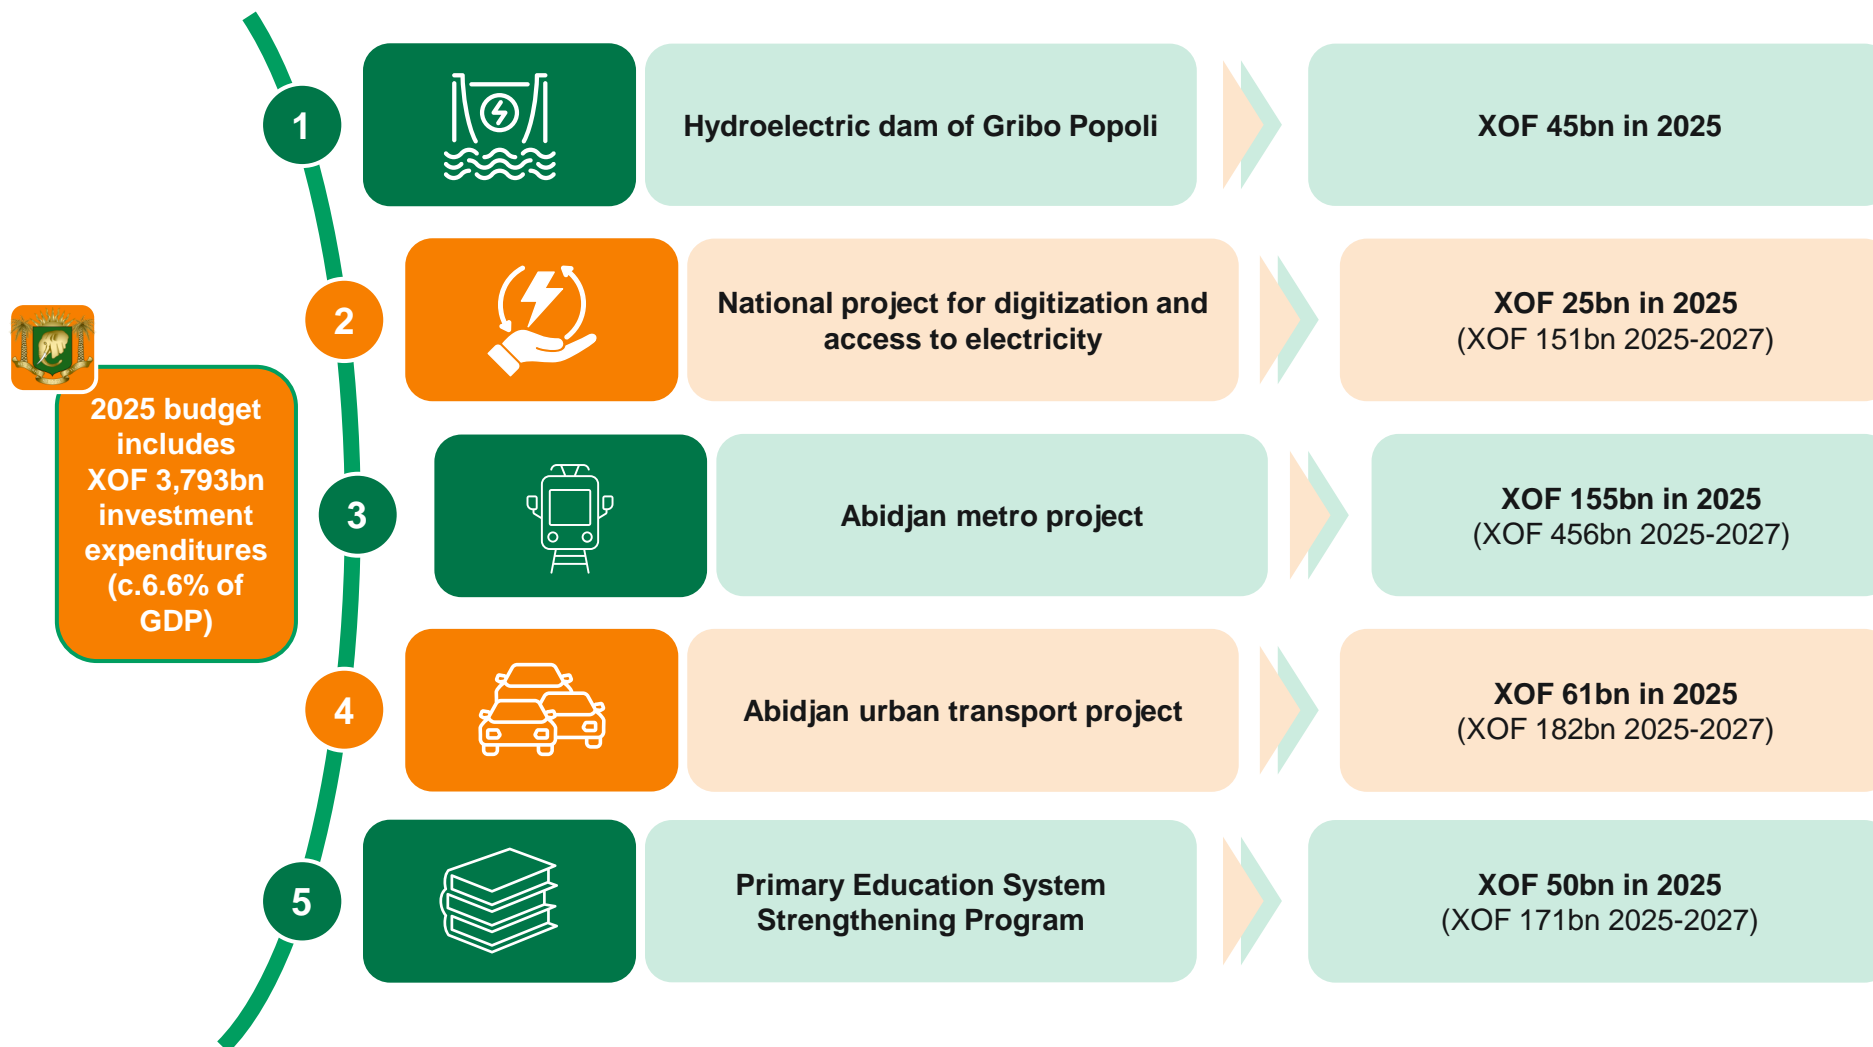 2025 budget
includes
XOF 3,793bn
investment
expenditures
(c.6.6% of
GDP)
1
Hydroelectric dam of Gribo Popoli
XOF 45bn in 2025
2
National project for digitization and
access to electricity
XOF 25bn in 2025
(XOF 151bn 2025-2027)
3
Abidjan metro project
XOF 155bn in 2025
(XOF 456bn 2025-2027)
4
Abidjan urban transport project
XOF 61bn in 2025
(XOF 182bn 2025-2027)
5
Primary Education System
Strengthening Program
XOF 50bn in 2025
(XOF 171bn 2025-2027)